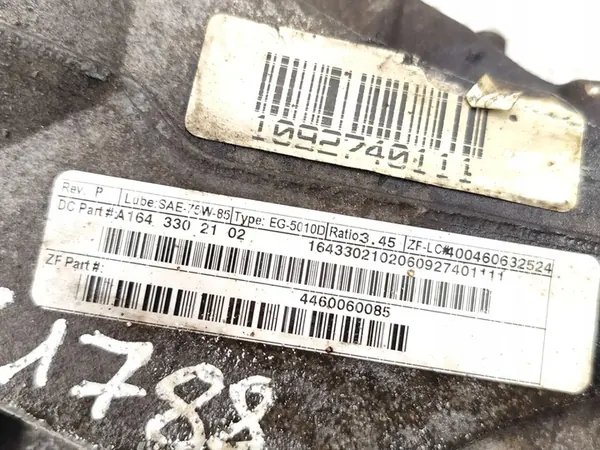 1092740111
Rev. P Lube: SAE-75W-85 Type: EG-5010D Ratio: 3.45 ZF-LC#400460632524
DC Part #: A164 330 21 02
1643302102060927401111
ZF Part #:
4460060085
1788